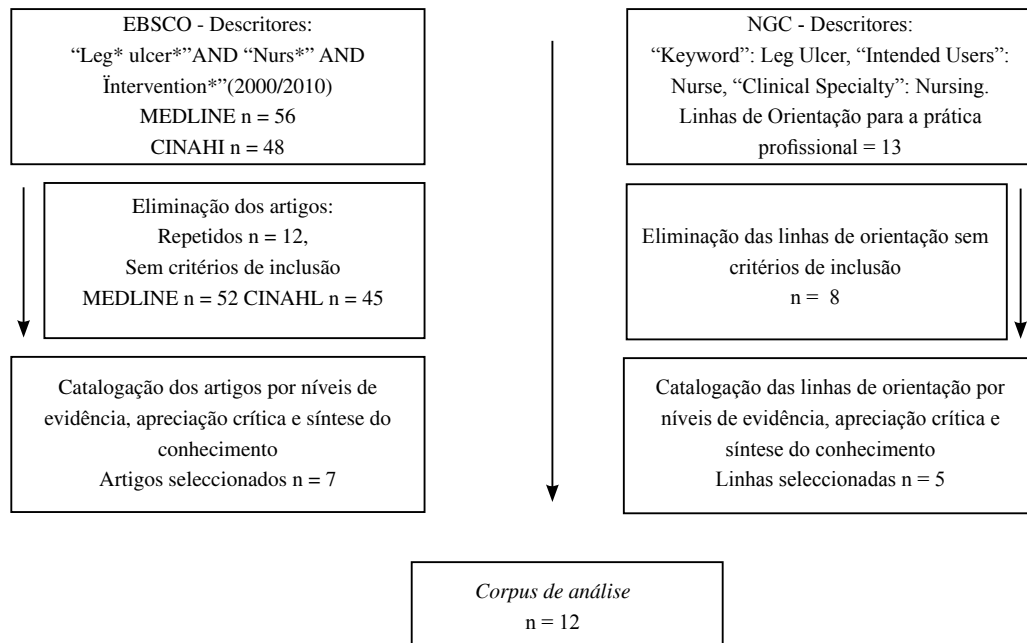 EBSCO - Descritores:
“Leg* ulcer*”AND “Nurs*” AND
Ïntervention*”(2000/2010)
MEDLINE n = 56
CINAHI n = 48
NGC - Descritores:
“Keyword”: Leg Ulcer, “Intended Users”:
Nurse, “Clinical Specialty”: Nursing.
Linhas de Orientação para a prática
profissional = 13
Eliminação dos artigos:
Repetidos n = 12,
Sem critérios de inclusão
MEDLINE n = 52 CINAHL n = 45
Eliminação das linhas de orientação sem
critérios de inclusão
n = 8
Catalogação dos artigos por níveis de
evidência, apreciação crítica e síntese do
conhecimento
Artigos seleccionados n = 7
Catalogação das linhas de orientação por
níveis de evidência, apreciação crítica e
síntese do conhecimento
Linhas seleccionadas n = 5
Corpus de análise
n = 12